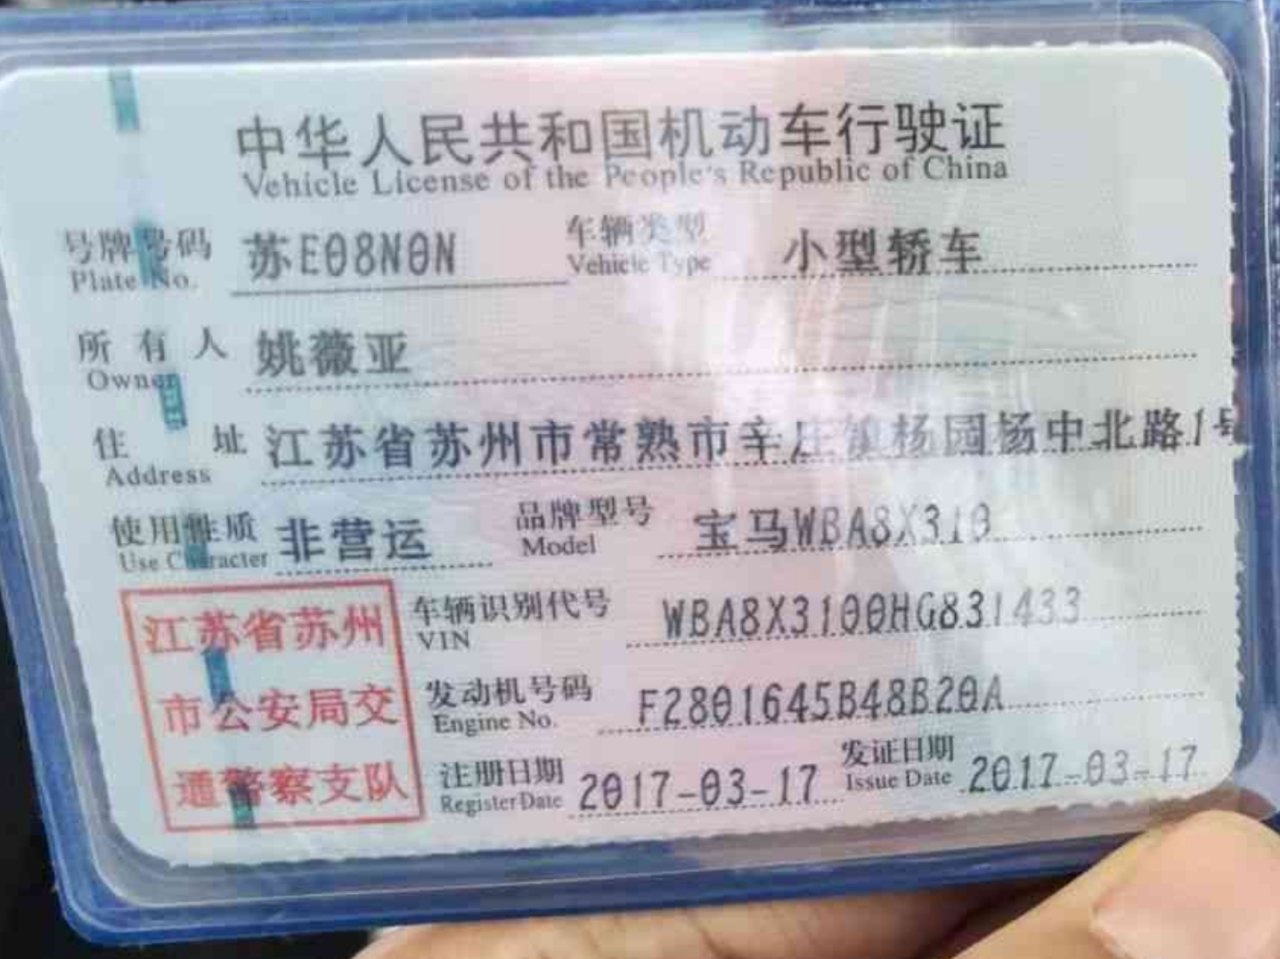 中华人民共和国机动车行驶证
Vehicle License of the People's Republic of China
号牌号码 苏E08N0N 车辆类型 小型轿车
Plate No. Vehicle Type
所有人 姚薇亚
Owner
住址 江苏省苏州市常熟市辛庄镇杨园杨中北路1号
Address
使用性质 非营运 品牌型号 宝马WBA8X310
Use Character Model
江苏省苏州
市公安局交
通警察支队
车辆识别代号 WBA8X3100HG831433
VIN
发动机号码 F2801645B48B20A
Engine No.
注册日期 2017-03-17 发证日期 2017-03-17
Register Date Issue Date